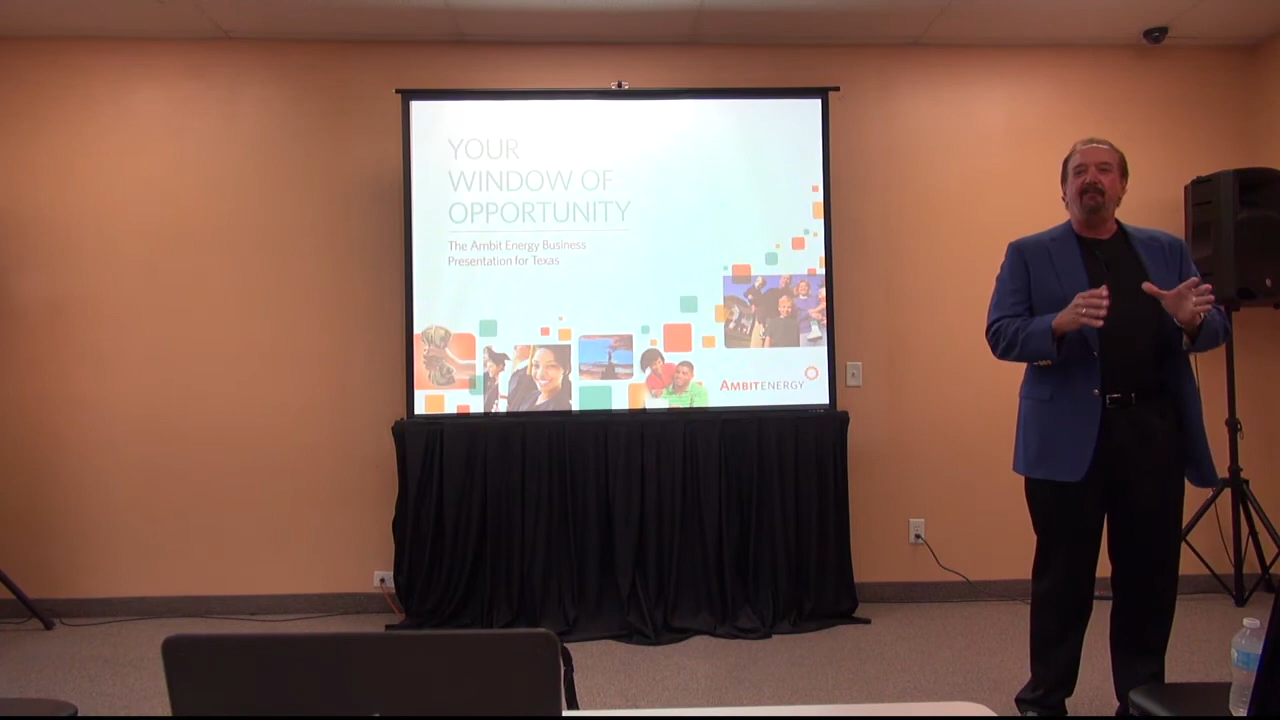 YOUR
WINDOW OF
OPPORTUNITY
The Ambit Energy Business
Presentation for Texas
AMBITENERGY